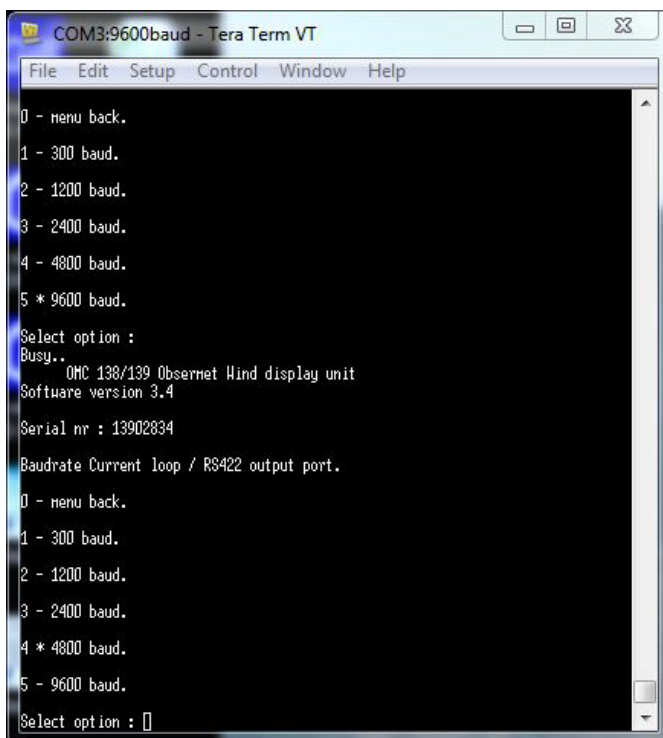 COM3:9600baud - Tera Term VT
File Edit Setup Control Window Help
0 - menu back.
1 - 300 baud.
2 - 1200 baud.
3 - 2400 baud.
4 - 4800 baud.
5 * 9600 baud.
Select option :
Busy..
OMC 138/139 Obsermet Wind display unit
Software version 3.4
Serial nr : 13902834
Baudrate Current loop / RS422 output port.
0 - menu back.
1 - 300 baud.
2 - 1200 baud.
3 - 2400 baud.
4 * 4800 baud.
5 - 9600 baud.
Select option :